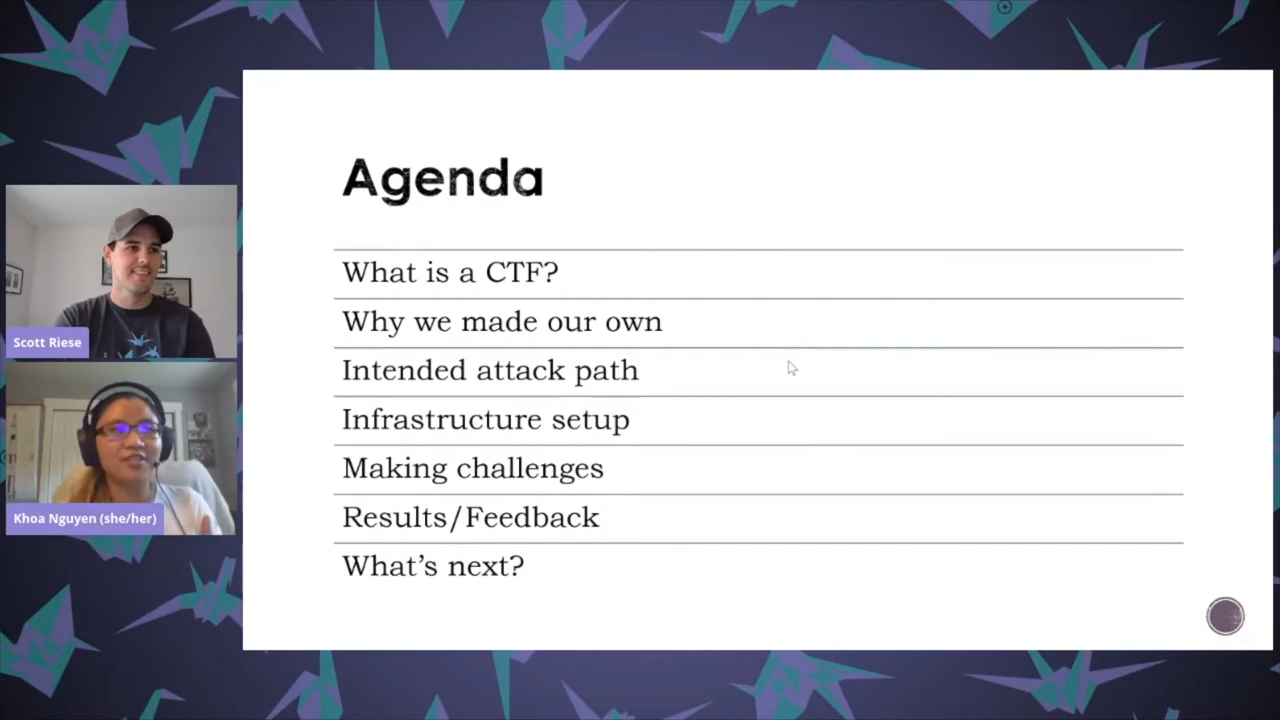 Agenda
What is a CTF?
Why we made our own
Intended attack path
Infrastructure setup
Making challenges
Results/Feedback
What's next?
Scott Riese
Khoa Nguyen (she/her)